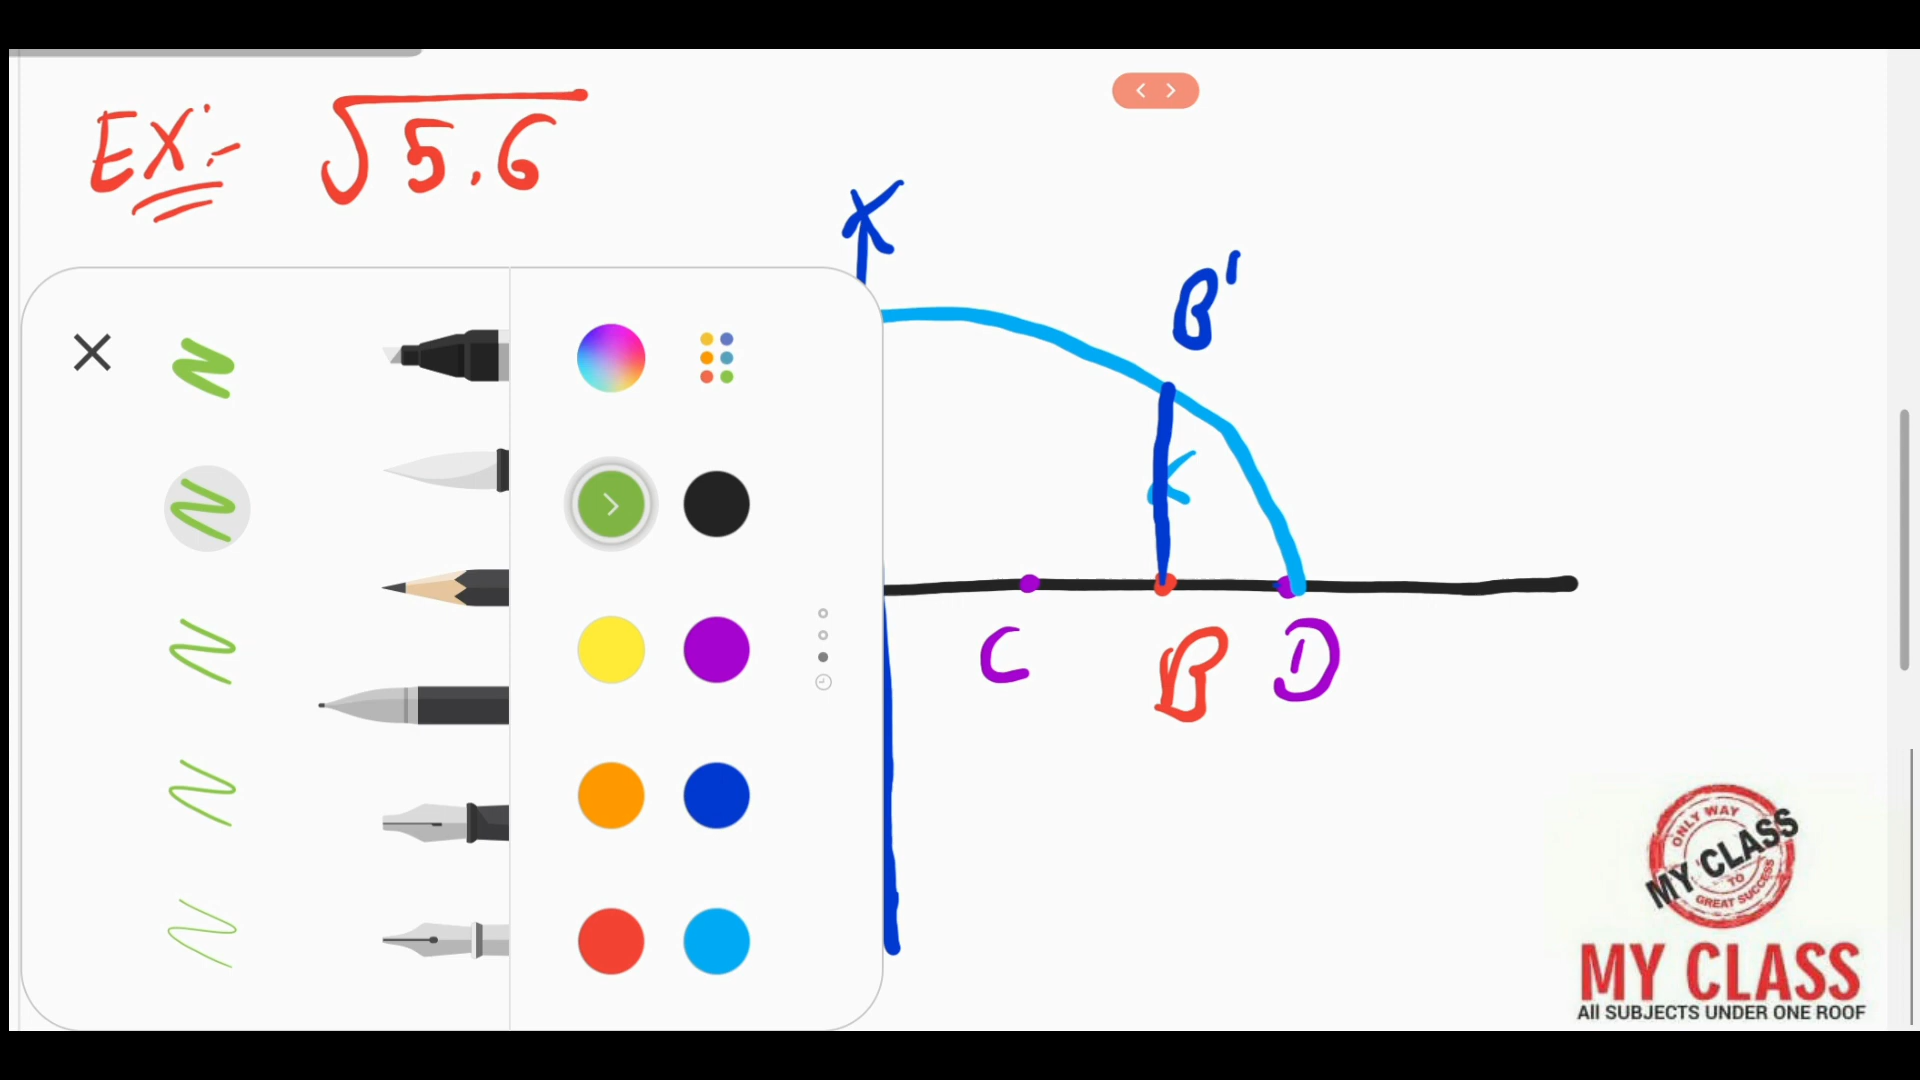 EX:- √5.6
B'
C B D
ONLY WAY
MY CLASS
TO
GREAT SUCCESS
MY CLASS
All SUBJECTS UNDER ONE ROOF